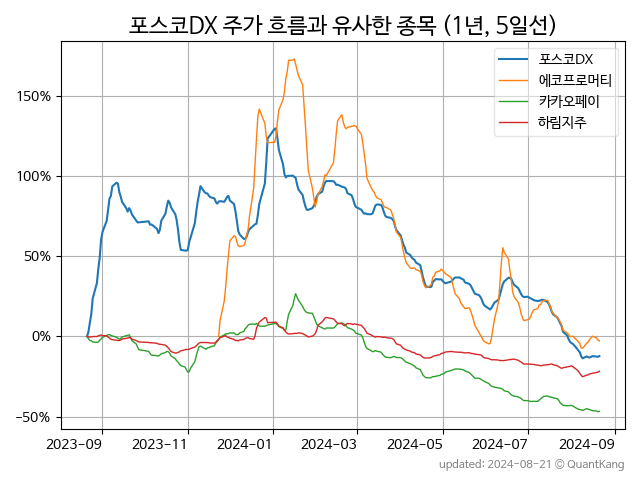 포스코DX 주가 흐름과 유사한 종목 (1년, 5일선)
포스코DX
에코프로머티
카카오페이
하림지주
150%
100%
50%
0%
−50%
2023-09 2023-11 2024-01 2024-03 2024-05 2024-07 2024-09
updated: 2024-08-21 © QuantKang